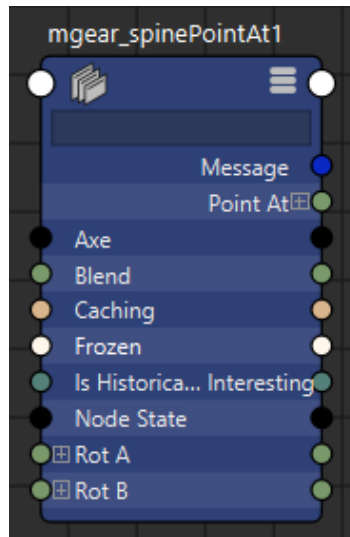 mgear_spinePointAt1
Message
Point At
Axe
Blend
Caching
Frozen
Is Historica... Interesting
Node State
Rot A
Rot B